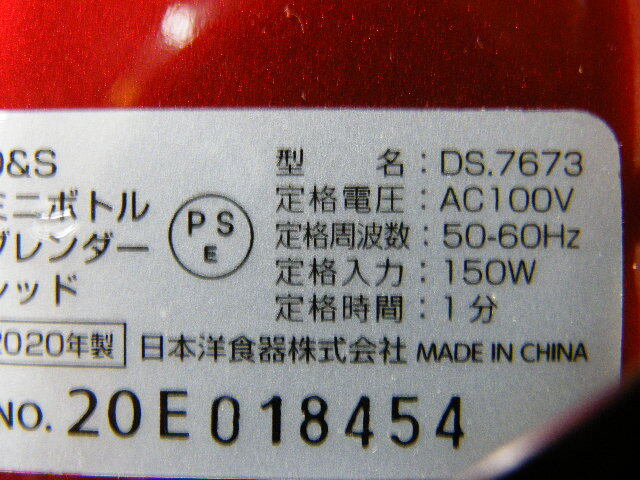 D&S
ミニボトル
ブレンダー
レッド
PS
E
型 名:DS.7673
定格電圧:AC100V
定格周波数:50-60Hz
定格入力:150W
定格時間:1分
2020年製 日本洋食器株式会社 MADE IN CHINA
No. 20E018454